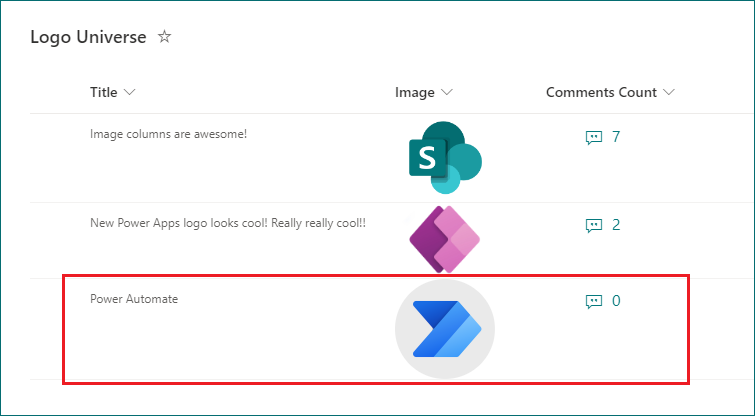 Logo Universe
Title Image Comments Count
Image columns are awesome! S 7
New Power Apps logo looks cool! Really really cool!! 2
Power Automate 0